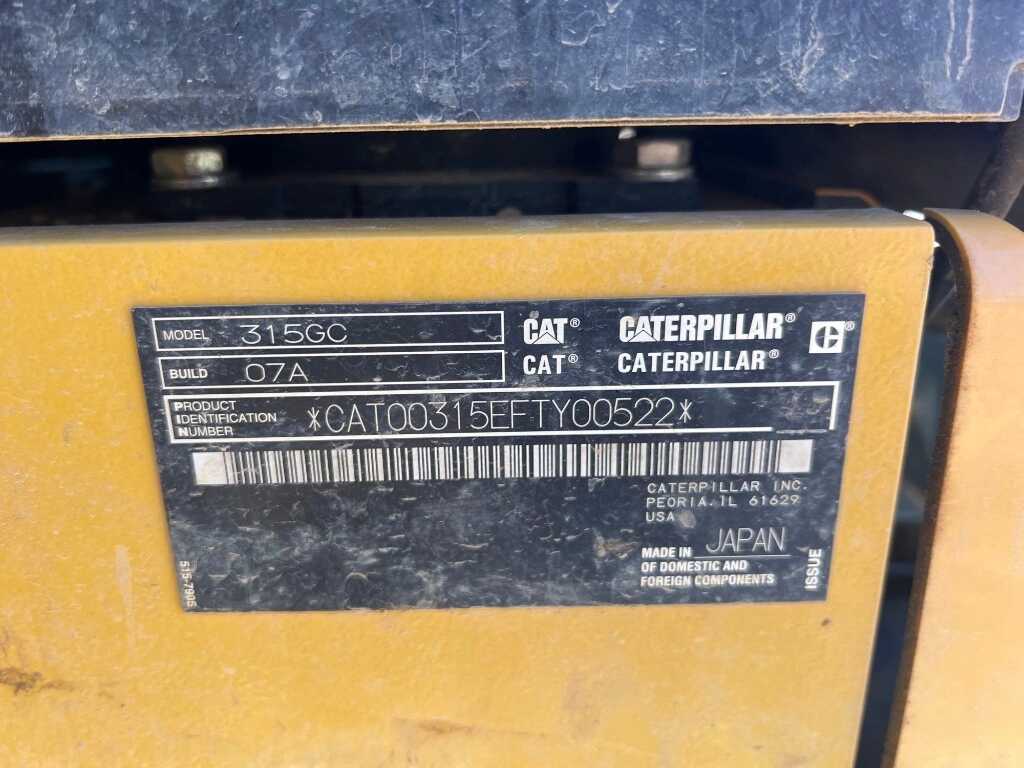 MODEL 315GC
BUILD 07A
CAT® CATERPILLAR® ®
CAT® CATERPILLAR®
PRODUCT IDENTIFICATION NUMBER *CAT00315EFTY00522*
CATERPILLAR INC.
PEORIA, IL 61629
USA
MADE IN JAPAN
OF DOMESTIC AND
FOREIGN COMPONENTS
ISSUE
515-7905